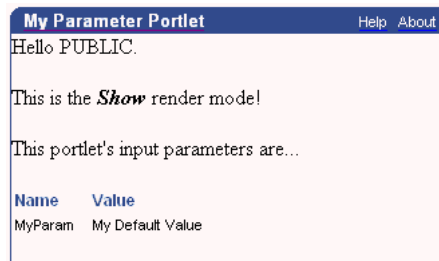 My Parameter Portlet Help About
Hello PUBLIC.
This is the Show render mode!
This portlet's input parameters are...
Name Value
MyParam My Default Value